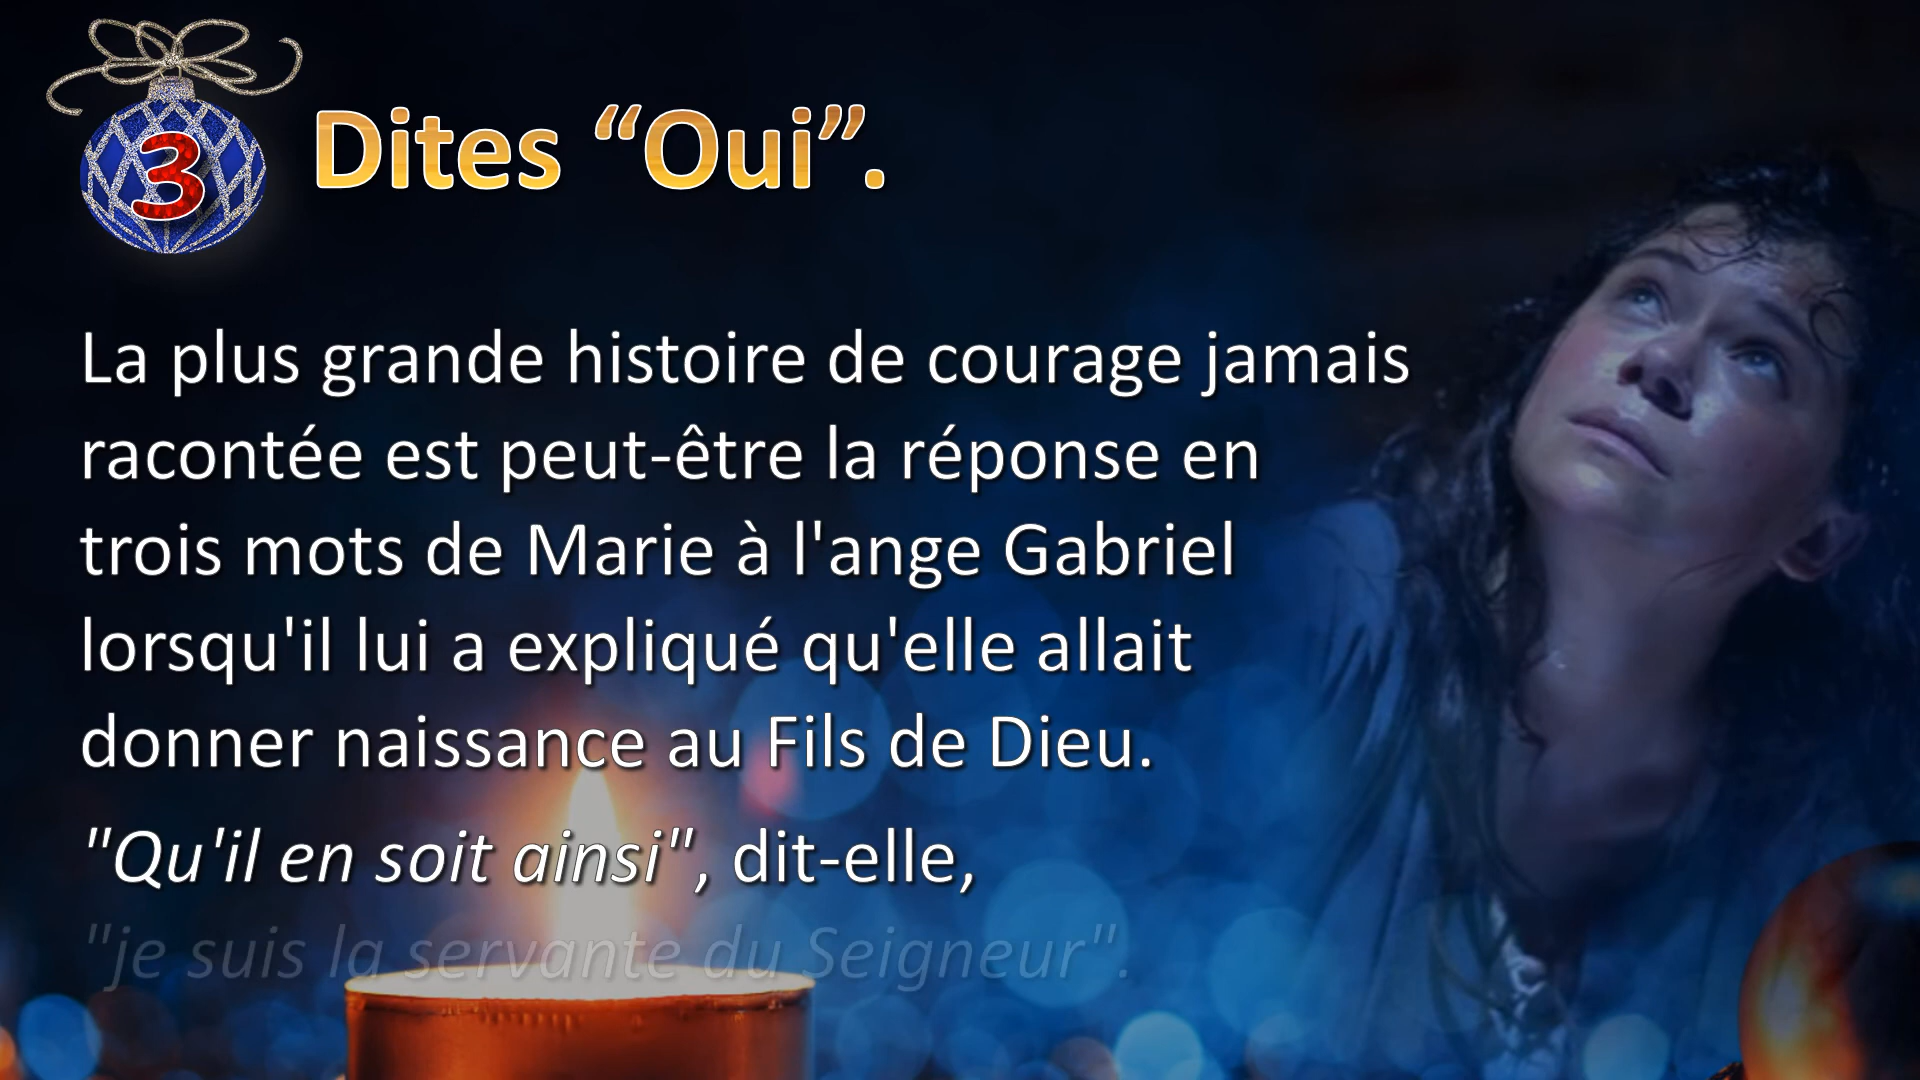 3
Dites “Oui”.
La plus grande histoire de courage jamais
racontée est peut-être la réponse en
trois mots de Marie à l'ange Gabriel
lorsqu'il lui a expliqué qu'elle allait
donner naissance au Fils de Dieu.
"Qu'il en soit ainsi", dit-elle,
"je suis la servante du Seigneur".